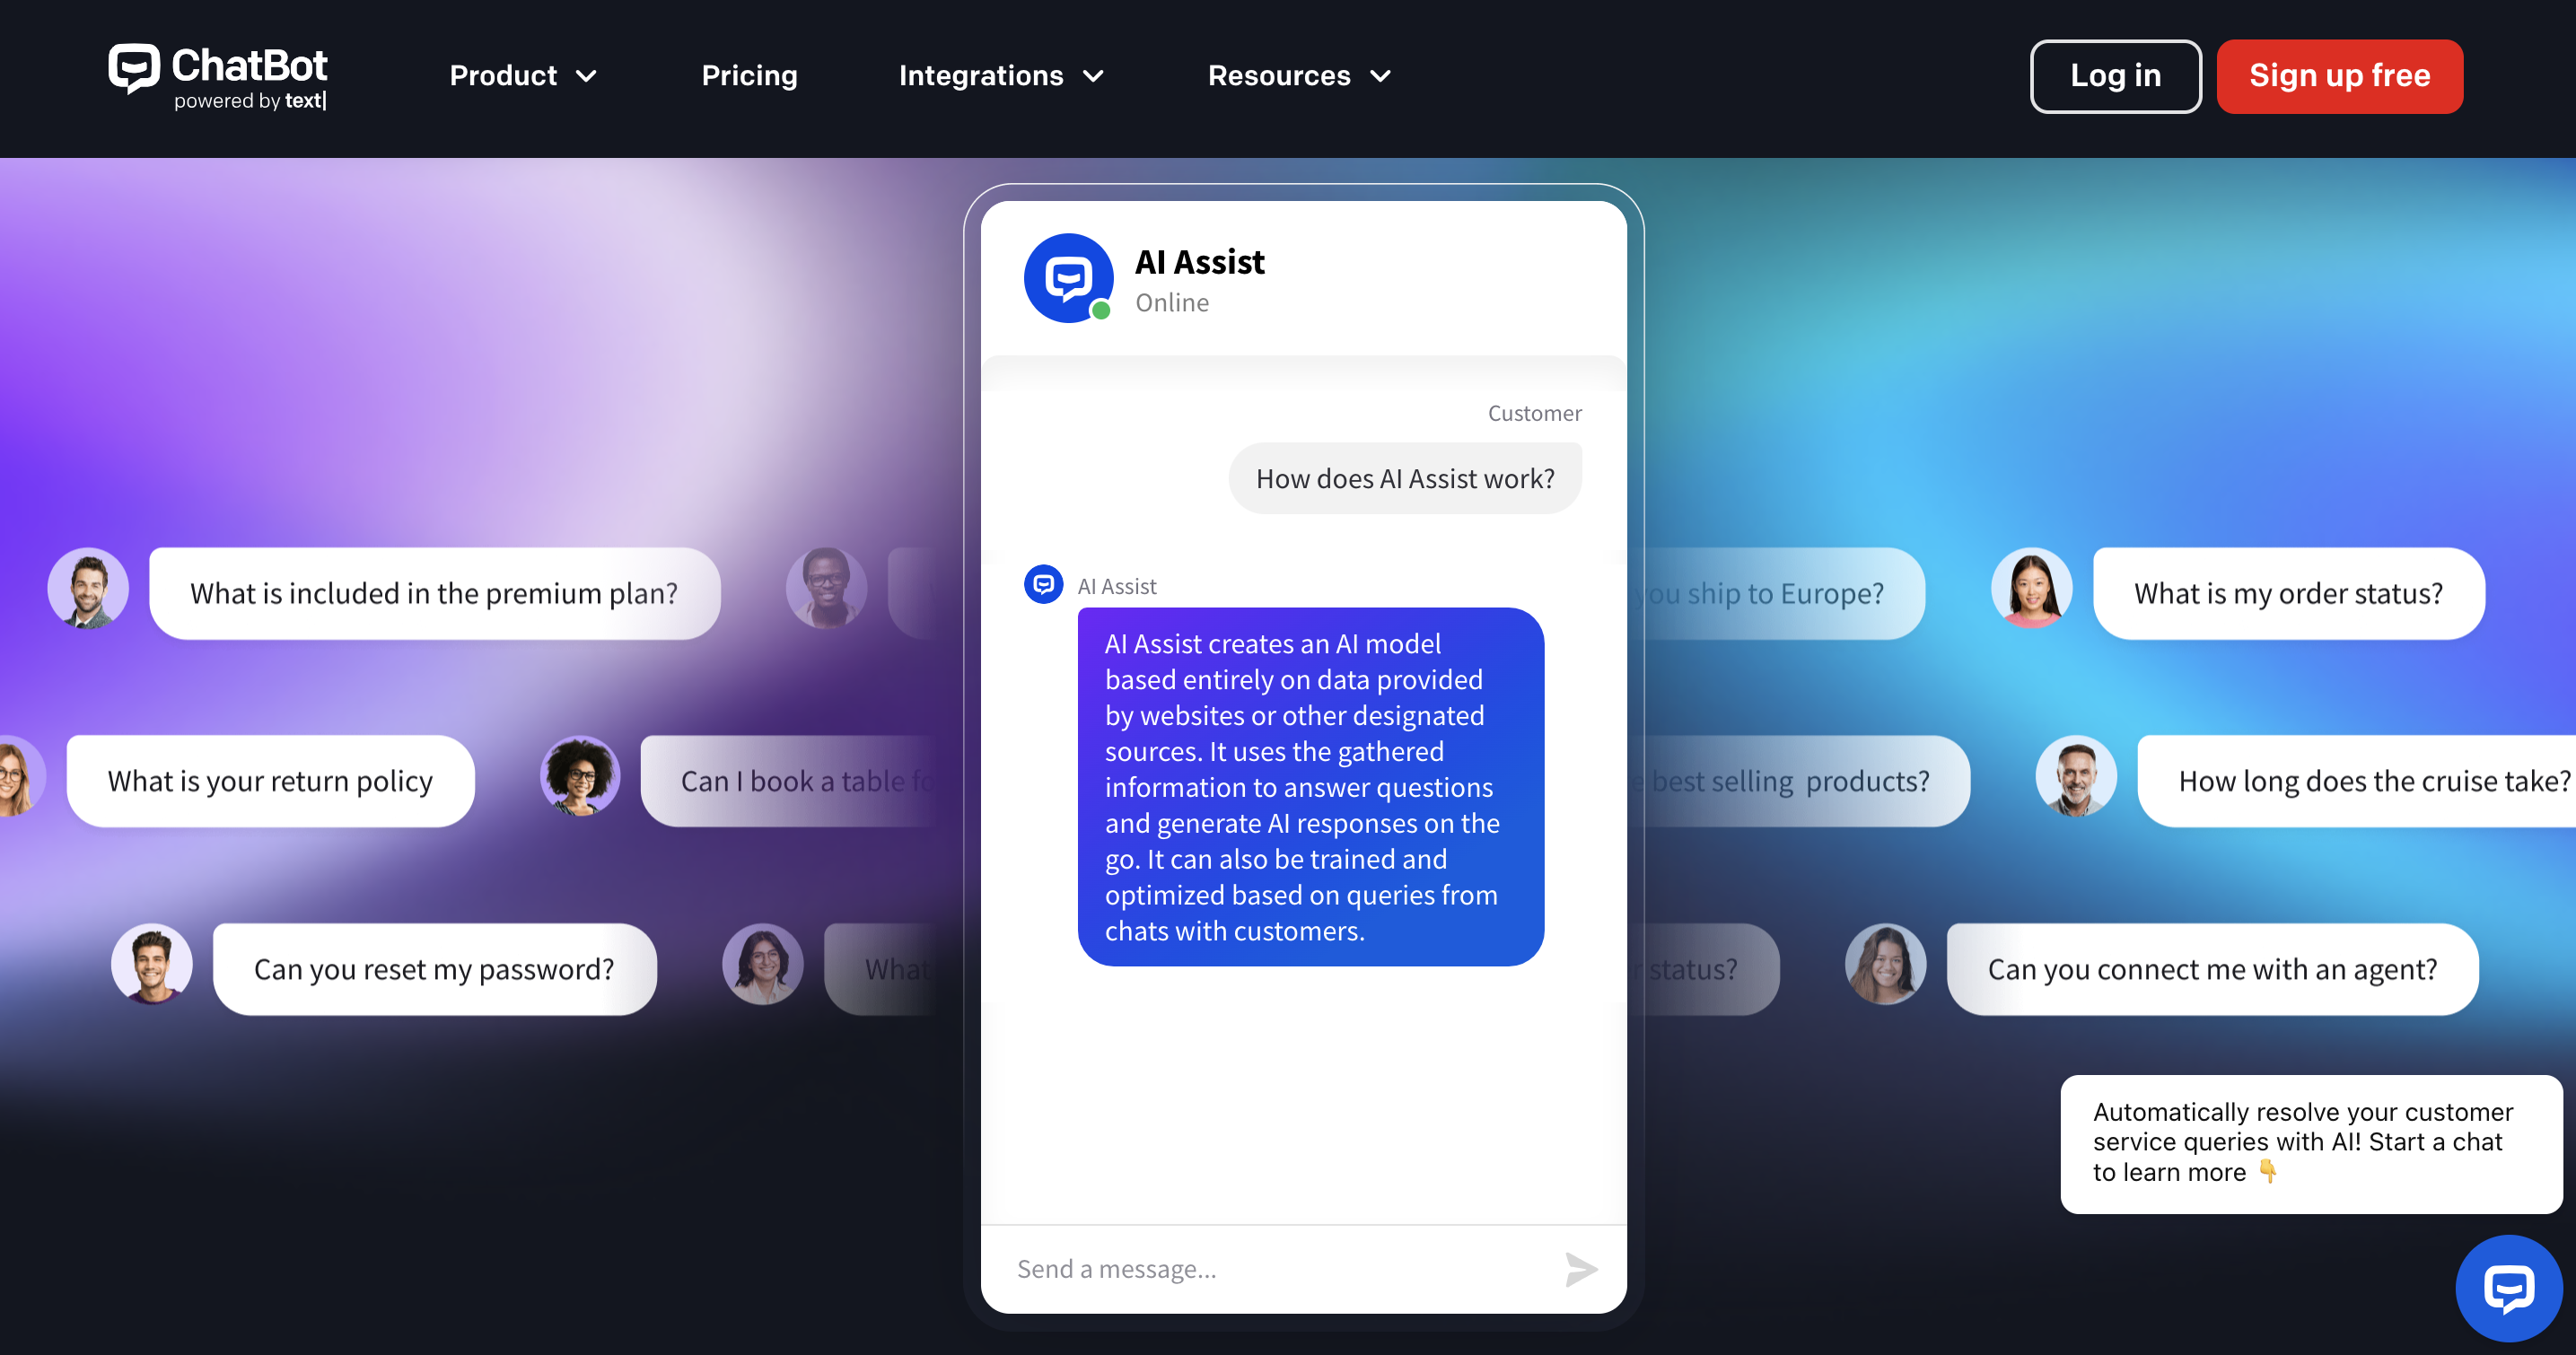 ChatBot
powered by text|
Product
Pricing
Integrations
Resources
Log in
Sign up free
AI Assist
Online
Customer
How does AI Assist work?
AI Assist
AI Assist creates an AI model
based entirely on data provided
by websites or other designated
sources. It uses the gathered
information to answer questions
and generate AI responses on the
go. It can also be trained and
optimized based on queries from
chats with customers.
Send a message...
What is included in the premium plan?
you ship to Europe?
What is my order status?
What is your return policy
Can I book a table fo
best selling products?
How long does the cruise take?
Can you reset my password?
What
status?
Can you connect me with an agent?
Automatically resolve your customer
service queries with AI! Start a chat
to learn more 👇